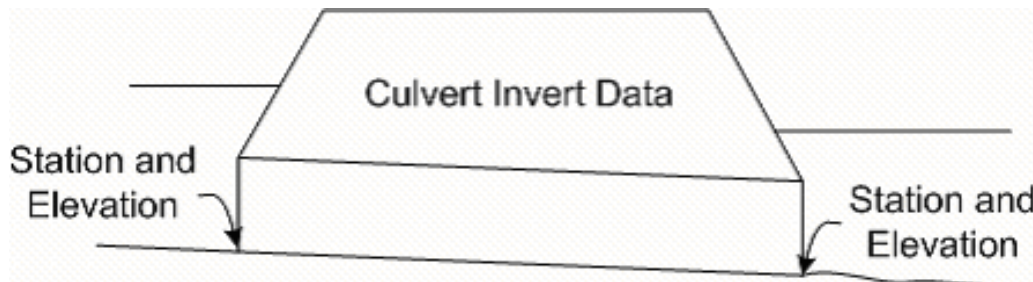 Culvert Invert Data
Station and
Elevation
Station and
Elevation